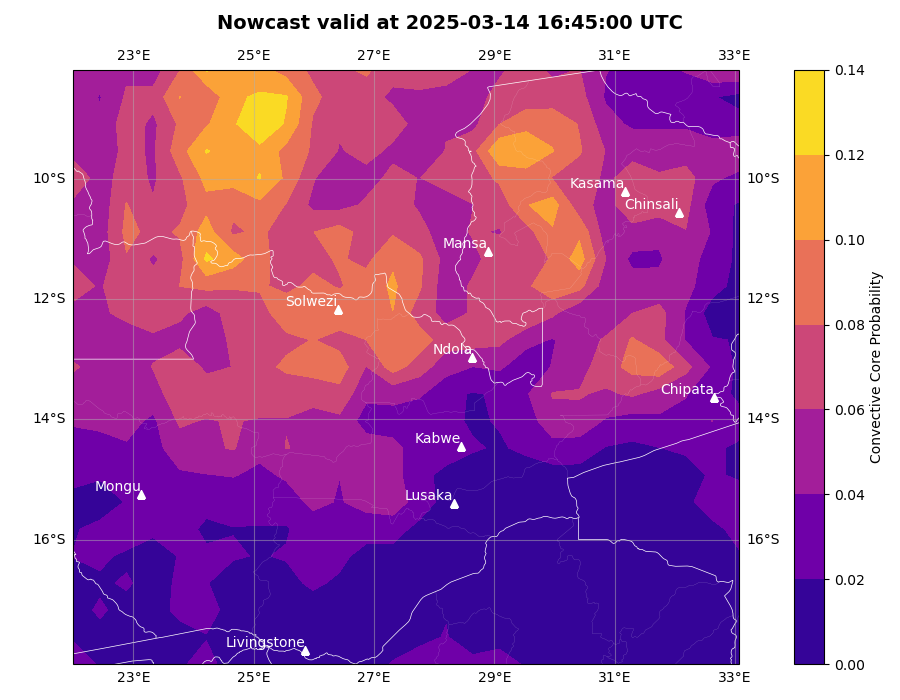 Nowcast valid at 2025-03-14 16:45:00 UTC
23°E 25°E 27°E 29°E 31°E 33°E
0.14
0.12
10°S 10°S
Kasama
Chinsali
0.10
Mansa
12°S 12°S
Solwezi
0.08
Ndola
Convective Core Probability
Chipata
0.06
14°S 14°S
Kabwe
Mongu
Lusaka
0.04
16°S 16°S
0.02
Livingstone
0.00
23°E 25°E 27°E 29°E 31°E 33°E